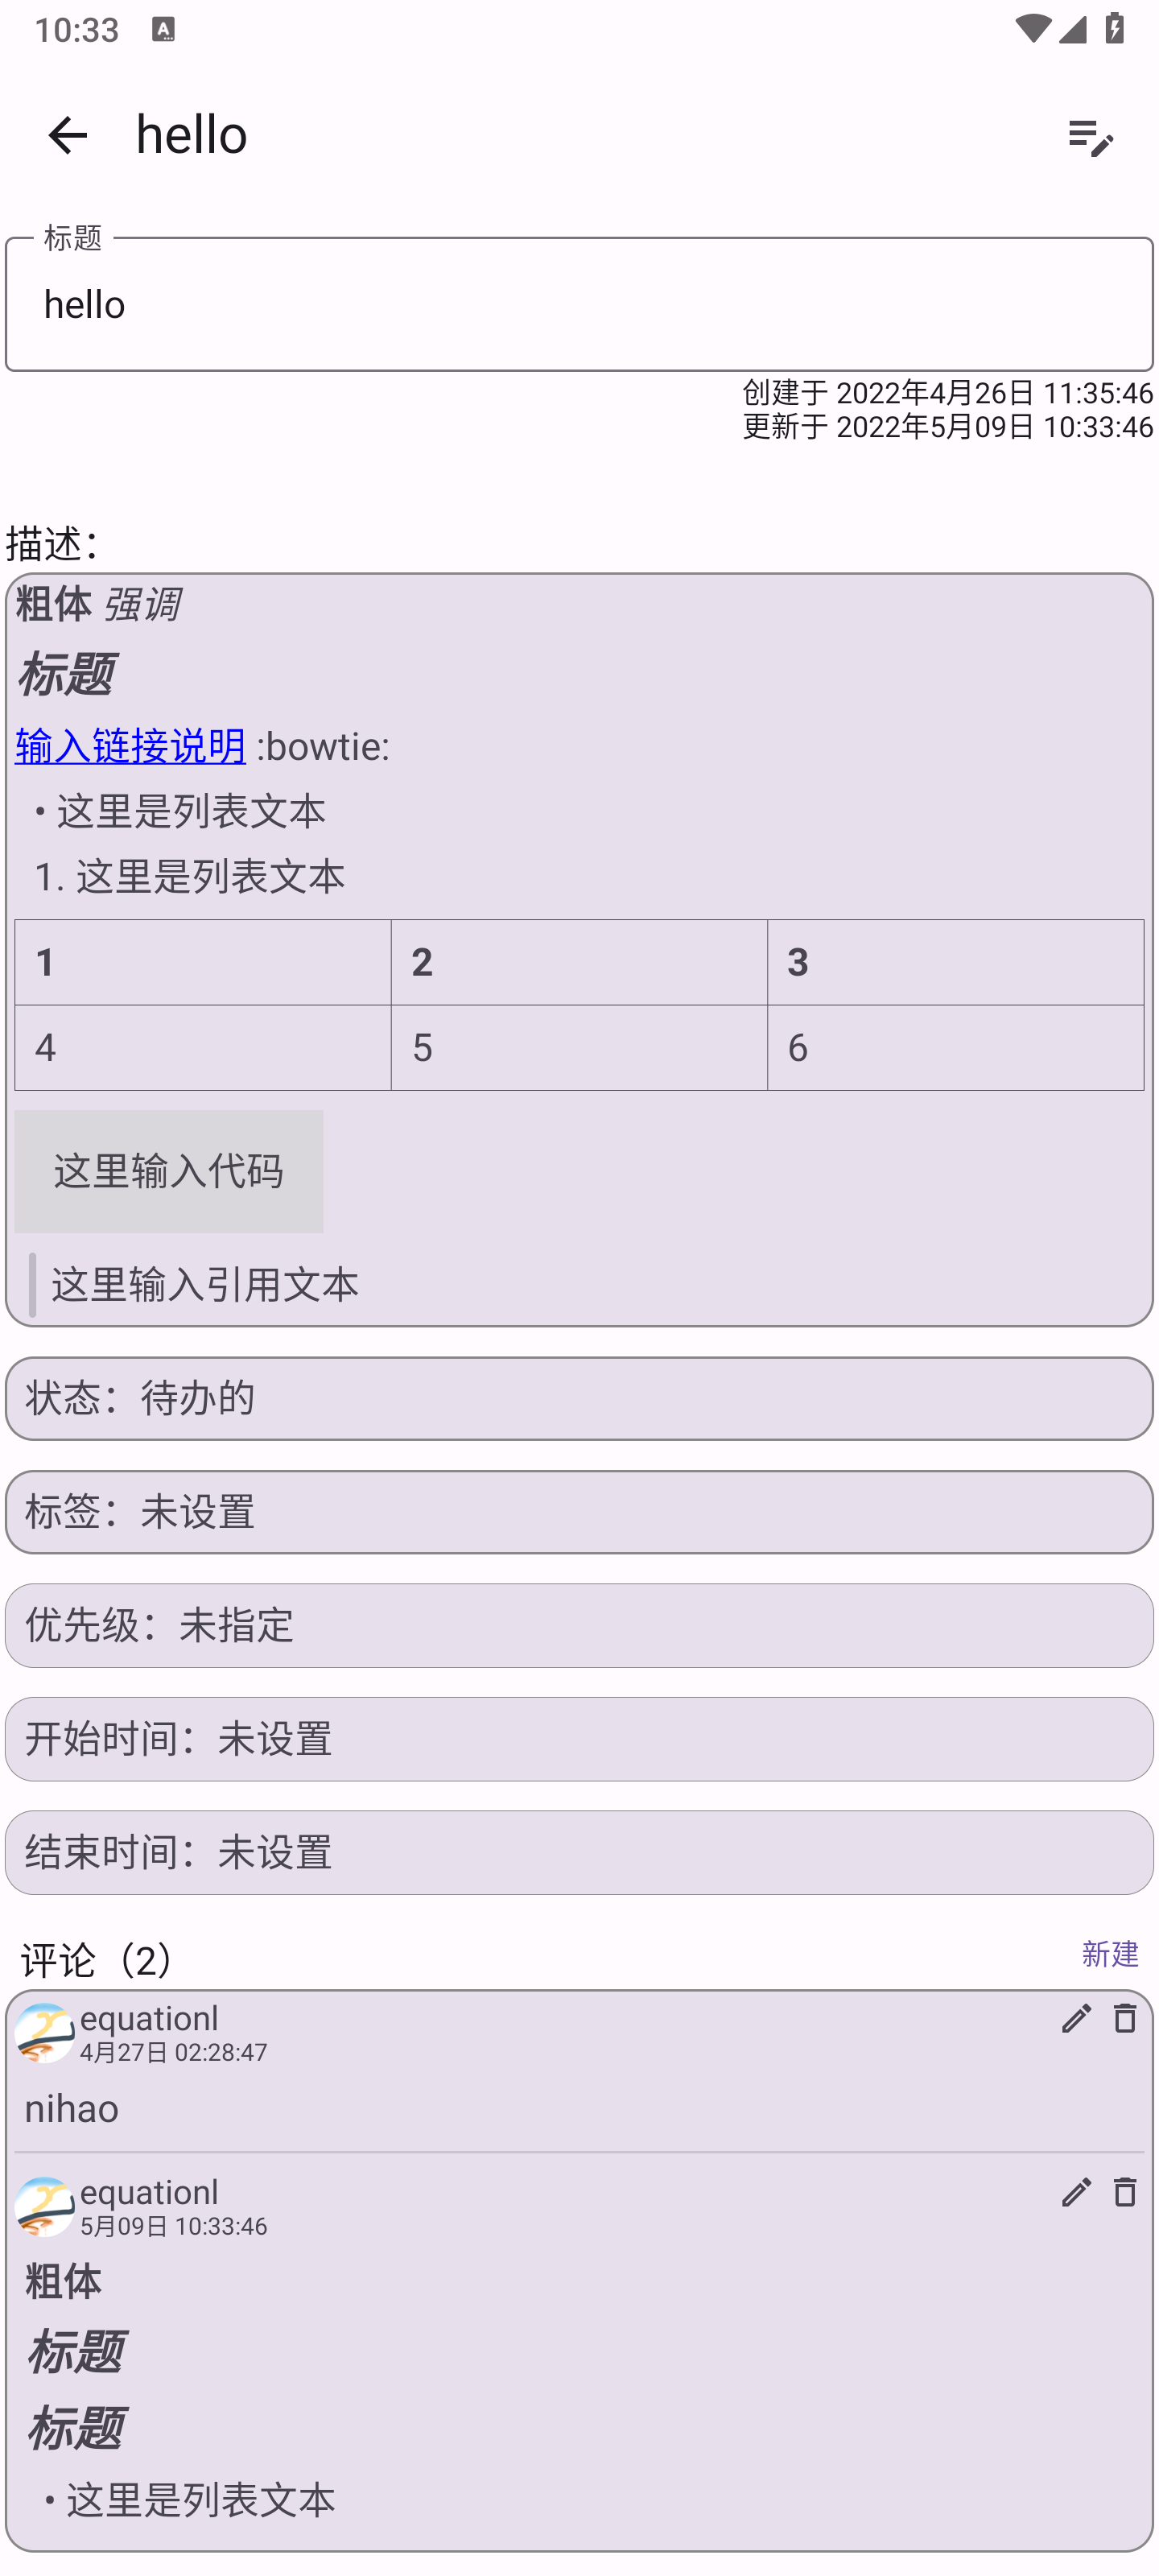 10:33 A
hello
标题
hello
创建于 2022年4月26日 11:35:46
更新于 2022年5月09日 10:33:46
描述：
粗体 强调
标题
输入链接说明 :bowtie:
• 这里是列表文本
1. 这里是列表文本
1 2 3
4 5 6
这里输入代码
这里输入引用文本
状态：待办的
标签：未设置
优先级：未指定
开始时间：未设置
结束时间：未设置
评论（2） 新建
equationl
4月27日 02:28:47
nihao
equationl
5月09日 10:33:46
粗体
标题
标题
• 这里是列表文本